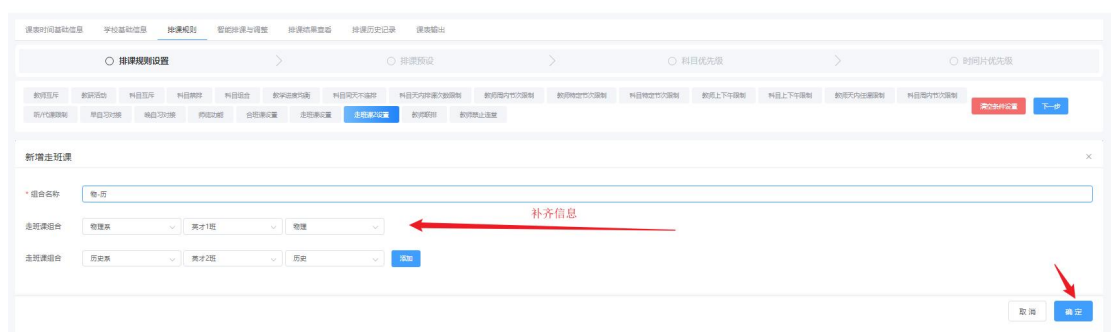 课表时间基础信息 学校基础信息 排课规则 智能排课与调整 排课结果查看 排课历史记录 课表输出
排课规则设置 排课预设 科目优先级 时间片优先级
教师互斥 教研活动 科目互斥 科目禁排 科目组合 教学进度均衡 科目同天不连排 科目天内排课次数限制 教师周内节次限制 教师特定节次限制 科目特定节次限制 教师上下午限制 科目上下午限制 教师天内任课限制 科目周内节次限制
听/代课限制 早自习对接 晚自习对接 师结对 合班课设置 走班课设置 走班课2设置 教师期排 教师禁止连堂 清空条件设置 下一步
新增走班课 ×
* 组合名称 物-历
补齐信息
走班课组合 物理系 英才1班 物理
走班课组合 历史系 英才2班 历史 添加
取消 确定